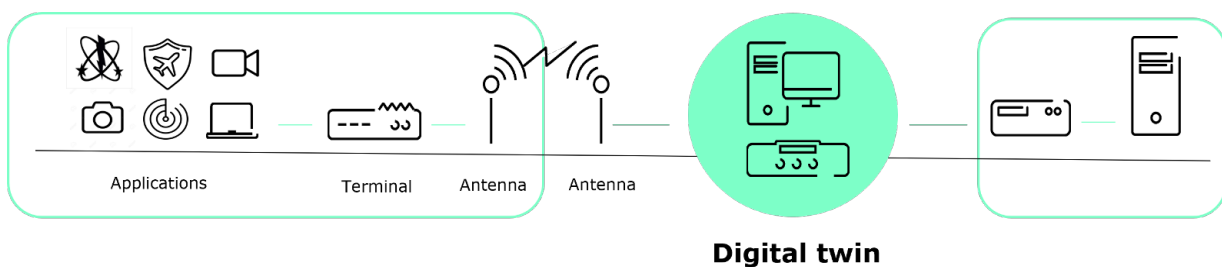 Applications
Terminal
Antenna
Antenna
Digital twin